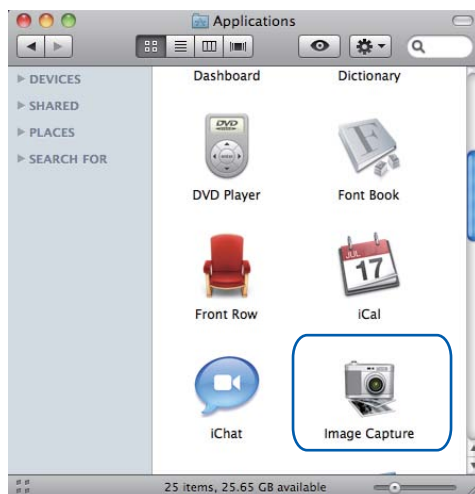 Applications
DEVICES
SHARED
PLACES
SEARCH FOR
Dashboard Dictionary
DVD
DVD Player Font Book
JUL
17
Front Row iCal
iChat Image Capture
25 items, 25.65 GB available